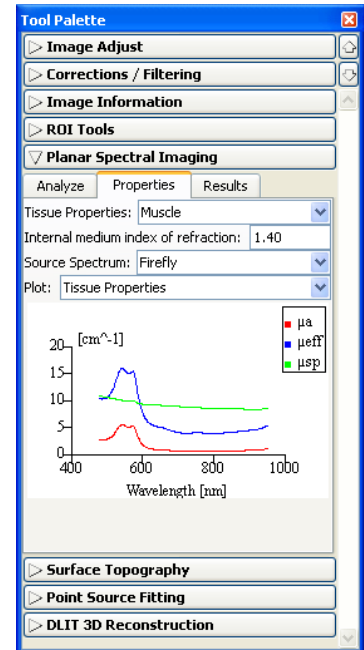 Tool Palette
Image Adjust
Corrections / Filtering
Image Information
ROI Tools
Planar Spectral Imaging
Analyze Properties Results
Tissue Properties: Muscle
Internal medium index of refraction: 1.40
Source Spectrum: Firefly
Plot: Tissue Properties
[cm^-1]
µa
µeff
µsp
20
15
10
5
0
400 600 800 1000
Wavelength [nm]
Surface Topography
Point Source Fitting
DLIT 3D Reconstruction